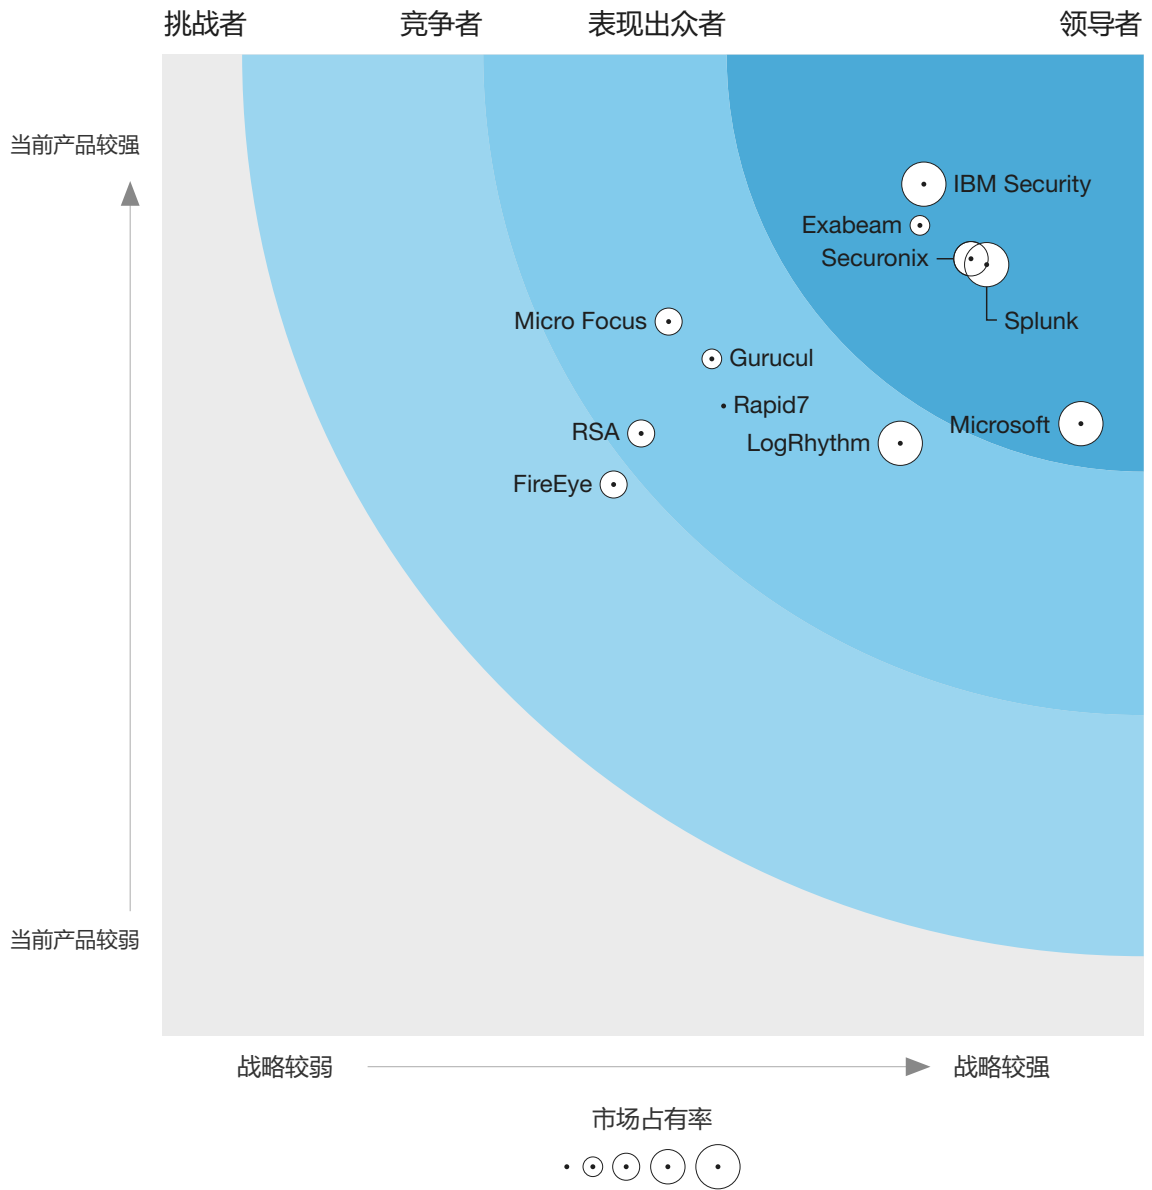 挑战者
竞争者
表现出众者
领导者
当前产品较强
IBM Security
Exabeam
Securonix
Splunk
Micro Focus
Gurucul
Rapid7
RSA
LogRhythm
Microsoft
FireEye
当前产品较弱
战略较弱
战略较强
市场占有率